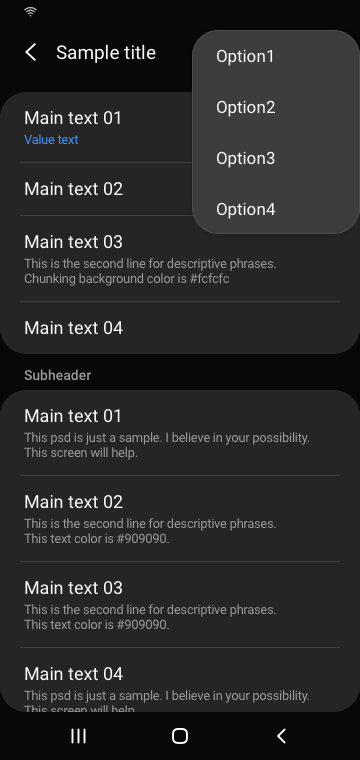 Sample title
Option1
Option2
Option3
Option4
Main text 01
Value text
Main text 02
Main text 03
This is the second line for descriptive phrases.
Chunking background color is #fcfcfc
Main text 04
Subheader
Main text 01
This psd is just a sample. I believe in your possibility.
This screen will help.
Main text 02
This is the second line for descriptive phrases.
This text color is #909090.
Main text 03
This is the second line for descriptive phrases.
This text color is #909090.
Main text 04
This psd is just a sample. I believe in your possibility.
This screen will help